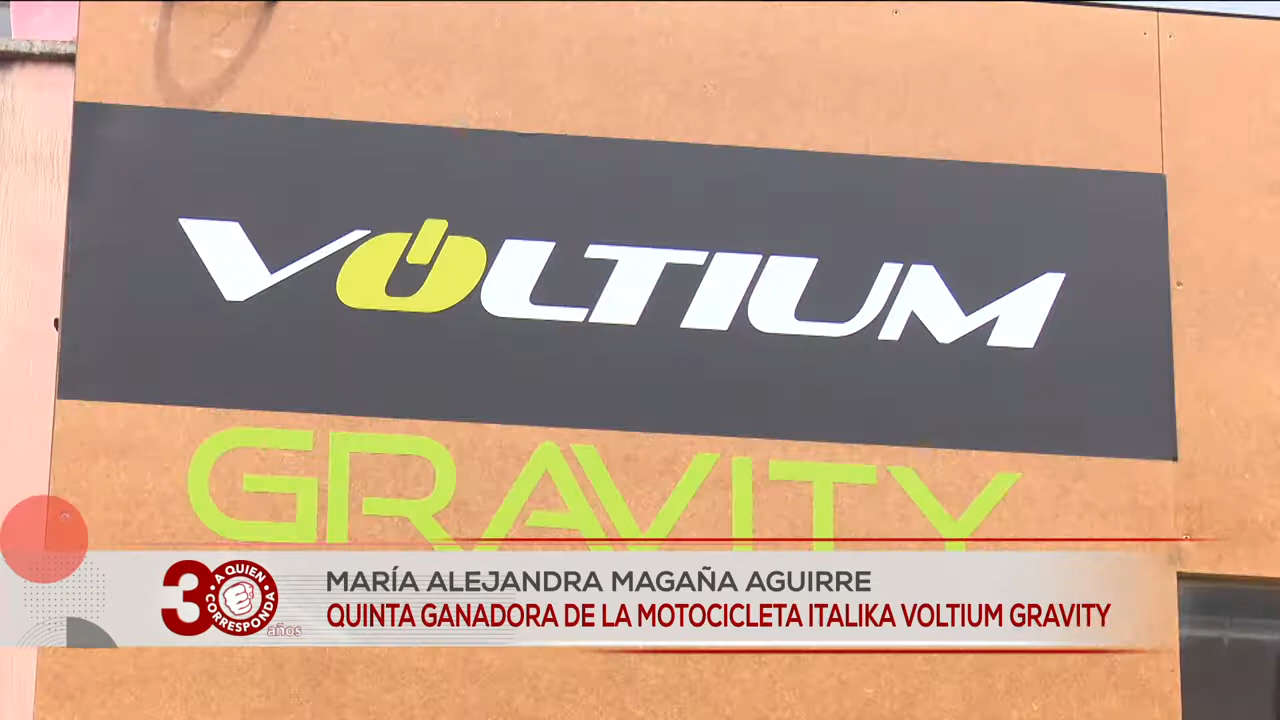 VOLTIUM
GRAVITY
30 A QUIEN CORRESPONDA años
MARÍA ALEJANDRA MAGAÑA AGUIRRE
QUINTA GANADORA DE LA MOTOCICLETA ITALIKA VOLTIUM GRAVITY